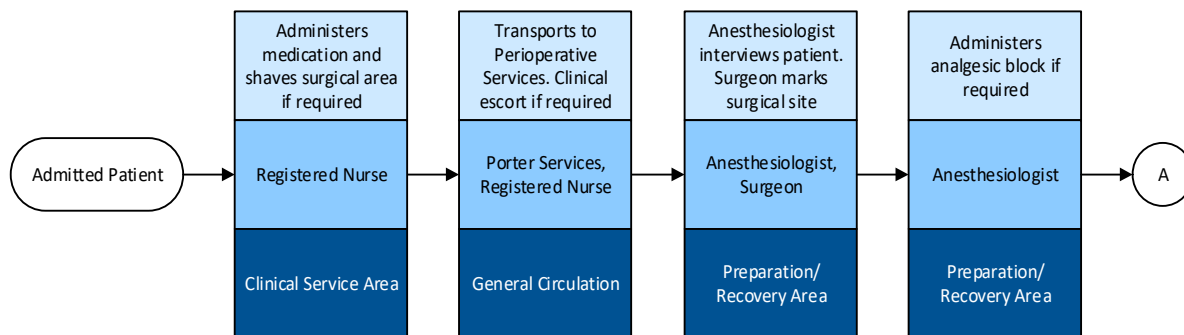 Admitted Patient
Administers
medication and
shaves surgical area
if required
Registered Nurse
Clinical Service Area
Transports to
Perioperative
Services. Clinical
escort if required
Porter Services,
Registered Nurse
General Circulation
Anesthesiologist
interviews patient.
Surgeon marks
surgical site
Anesthesiologist,
Surgeon
Preparation/
Recovery Area
Administers
analgesic block if
required
Anesthesiologist
Preparation/
Recovery Area
A